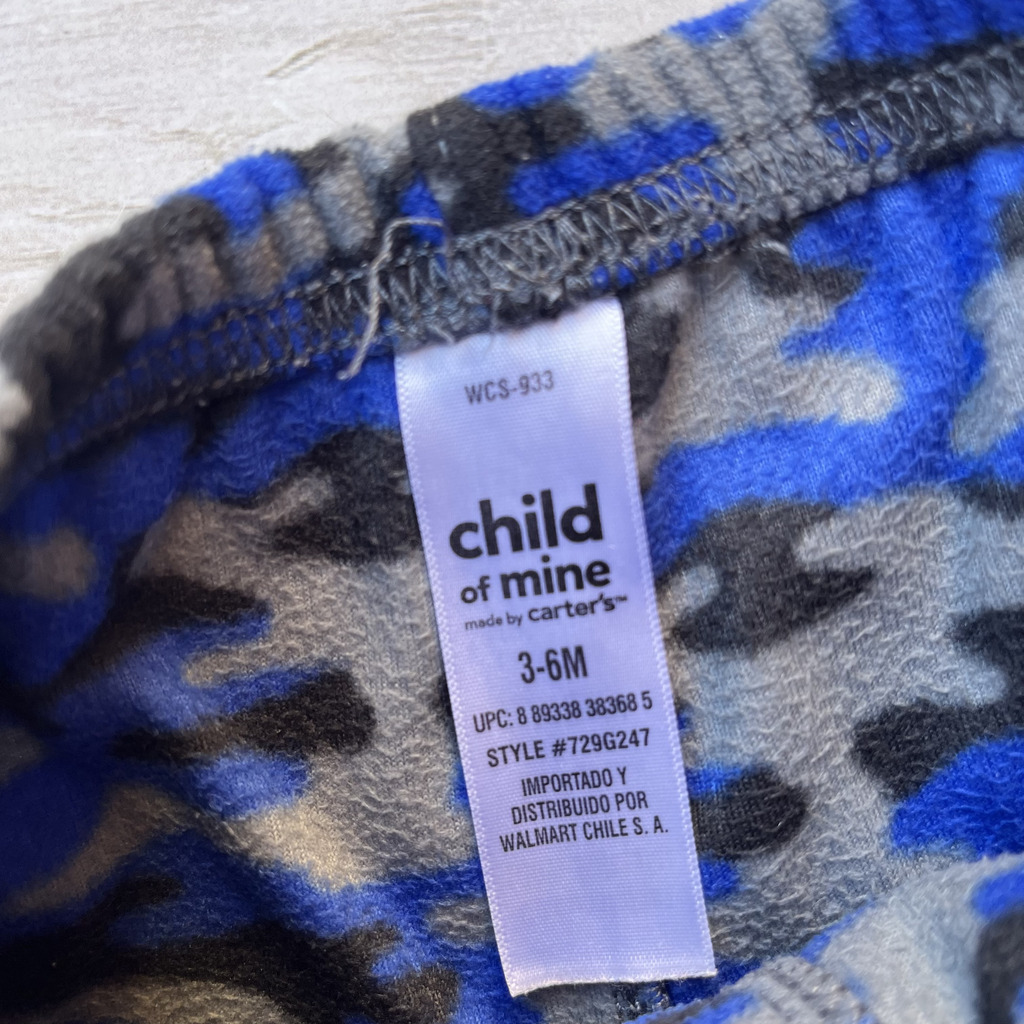 WCS-933
child
of mine
made by carter's™
3-6M
UPC: 8 89338 38368 5
STYLE #729G247
IMPORTADO Y
DISTRIBUIDO POR
WALMART CHILE S. A.